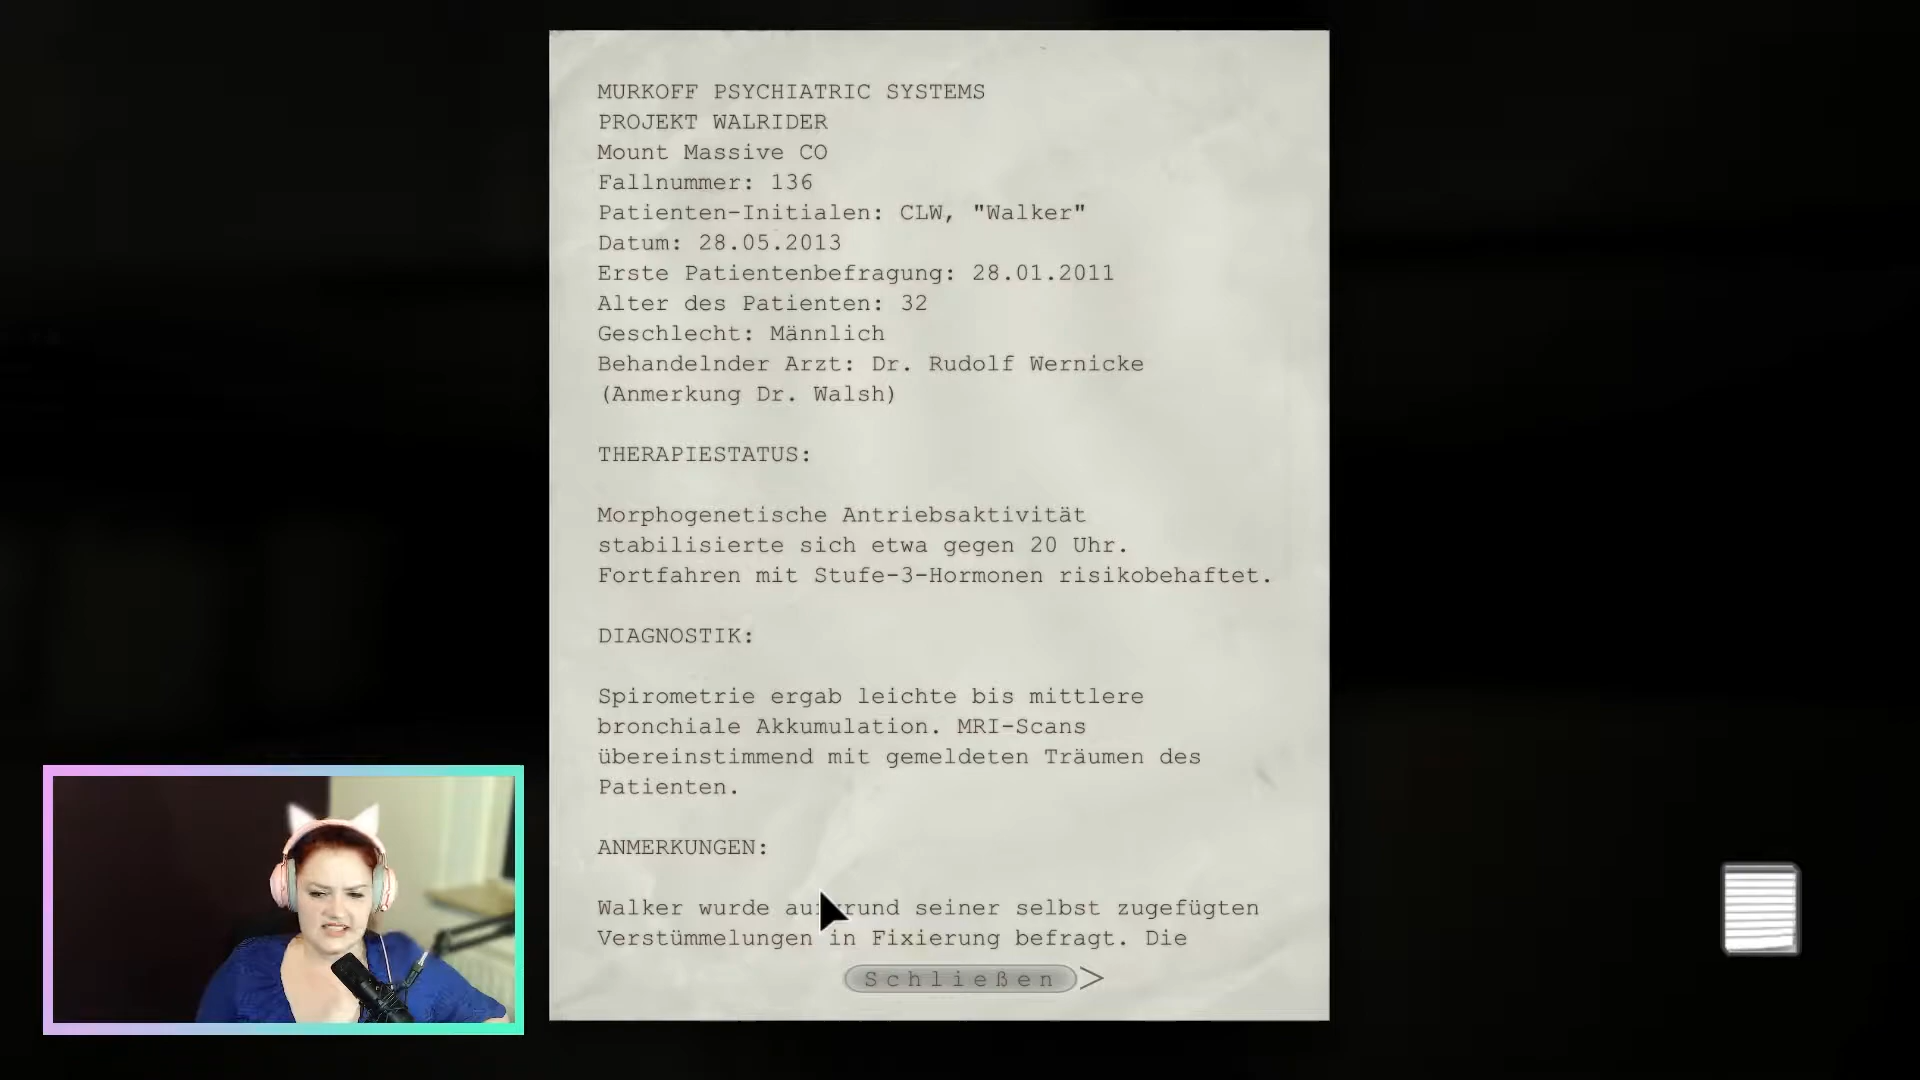 MURKOFF PSYCHIATRIC SYSTEMS
PROJEKT WALRIDER
Mount Massive CO
Fallnummer: 136
Patienten-Initialen: CLW, "Walker"
Datum: 28.05.2013
Erste Patientenbefragung: 28.01.2011
Alter des Patienten: 32
Geschlecht: Männlich
Behandelnder Arzt: Dr. Rudolf Wernicke
(Anmerkung Dr. Walsh)
THERAPIESTATUS:
Morphogenetische Antriebsaktivität
stabilisierte sich etwa gegen 20 Uhr.
Fortfahren mit Stufe-3-Hormonen risikobehaftet.
DIAGNOSTIK:
Spirometrie ergab leichte bis mittlere
bronchiale Akkumulation. MRI-Scans
übereinstimmend mit gemeldeten Träumen des
Patienten.
ANMERKUNGEN:
Walker wurde aufgrund seiner selbst zugefügten
Verstümmelungen in Fixierung befragt. Die
Schließen >